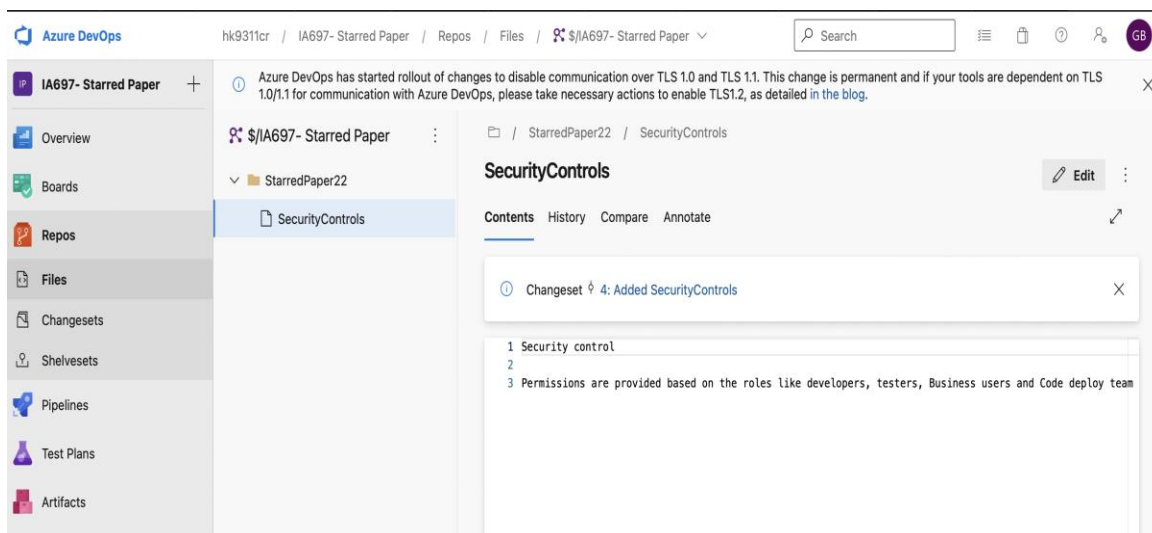 Azure DevOps
hk9311cr / IA697- Starred Paper / Repos / Files / $/IA697- Starred Paper
Search
GB
IP
IA697- Starred Paper
Azure DevOps has started rollout of changes to disable communication over TLS 1.0 and TLS 1.1. This change is permanent and if your tools are dependent on TLS
1.0/1.1 for communication with Azure DevOps, please take necessary actions to enable TLS1.2, as detailed in the blog.
Overview
Boards
Repos
Files
Changesets
Shelvesets
Pipelines
Test Plans
Artifacts
$/IA697- Starred Paper
StarredPaper22
SecurityControls
/ StarredPaper22 / SecurityControls
SecurityControls
Edit
Contents History Compare Annotate
Changeset 4: Added SecurityControls
1 Security control
2
3 Permissions are provided based on the roles like developers, testers, Business users and Code deploy team